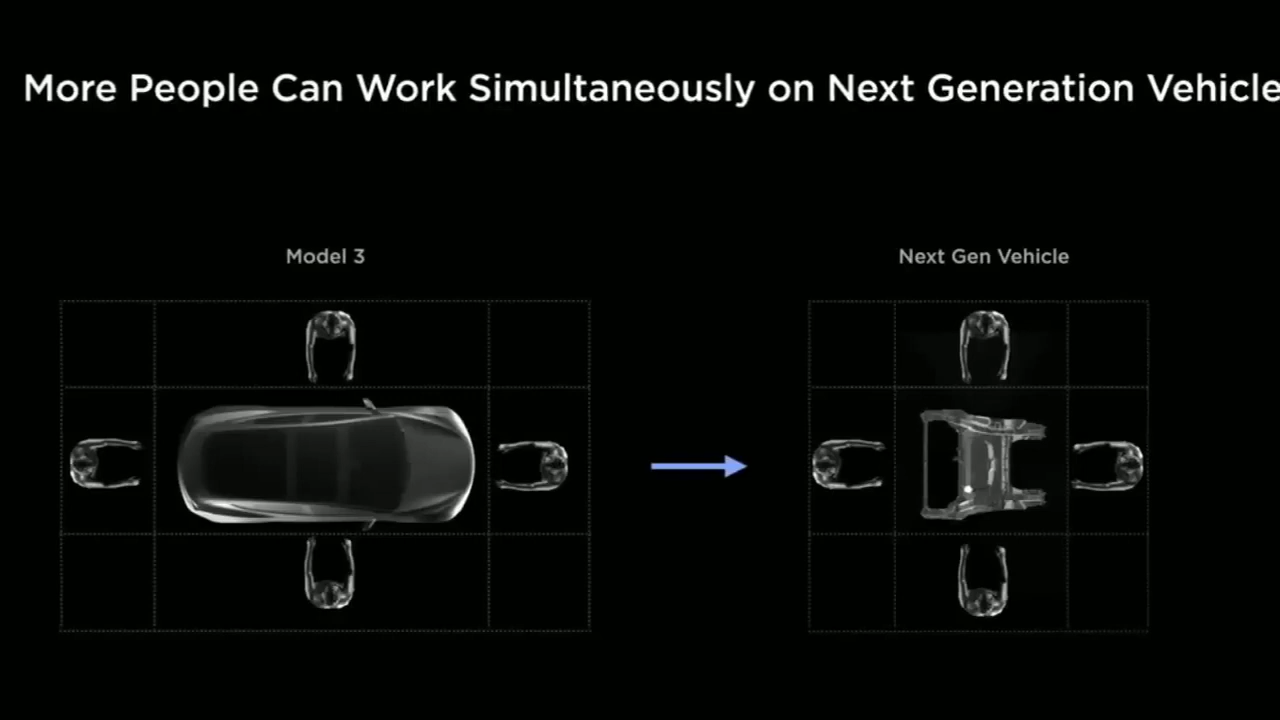 More People Can Work Simultaneously on Next Generation Vehicle
Model 3
Next Gen Vehicle